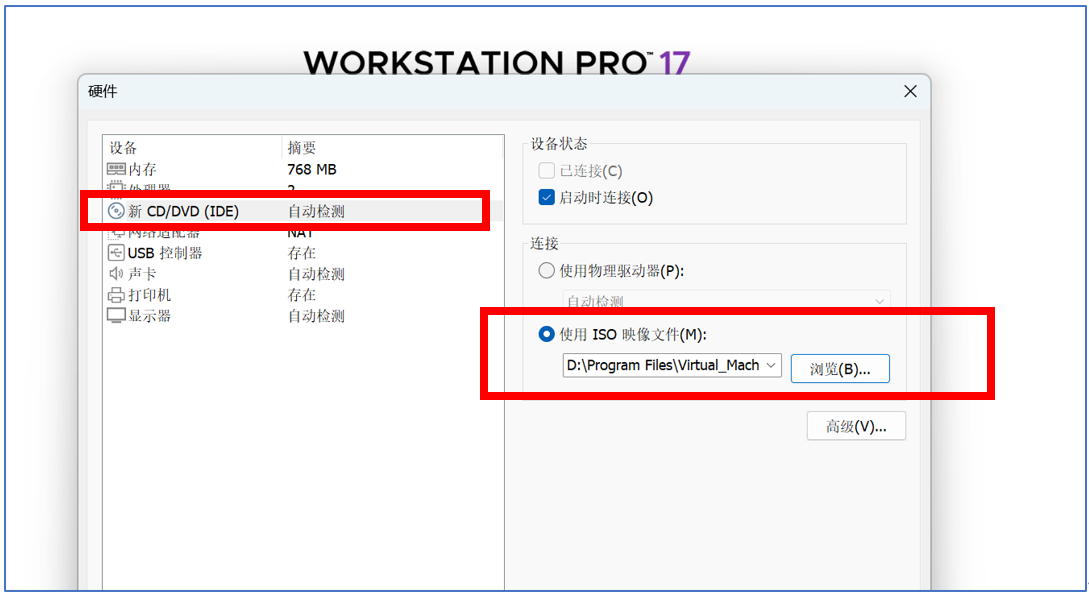 WORKSTATION PRO™ 17
硬件
设备 摘要
内存 768 MB
处理器 2
新 CD/DVD (IDE) 自动检测
网络适配器 NAT
USB 控制器 存在
声卡 自动检测
打印机 存在
显示器 自动检测
设备状态
已连接(C)
启动时连接(O)
连接
使用物理驱动器(P):
自动检测
使用 ISO 映像文件(M):
D:\Program Files\Virtual_Mach
浏览(B)...
高级(V)...